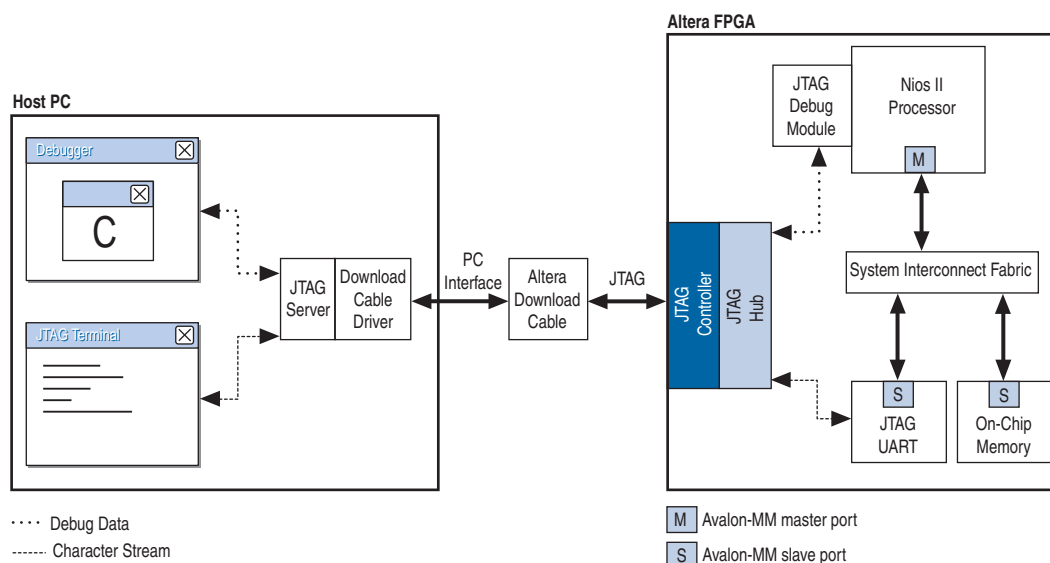 Altera FPGA
Host PC
Debugger
C
JTAG Terminal
JTAG
Server
Download
Cable
Driver
PC
Interface
Altera
Download
Cable
JTAG
JTAG
Controller
JTAG
Hub
JTAG
Debug
Module
Nios II
Processor
M
System Interconnect Fabric
S
JTAG
UART
S
On-Chip
Memory
Debug Data
Character Stream
M Avalon-MM master port
S Avalon-MM slave port